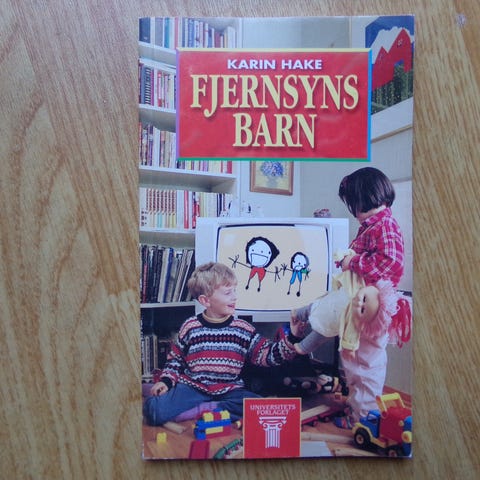 KARIN HAKE
FJERNSYNS
BARN
UNIVERSITETS
FORLAGET